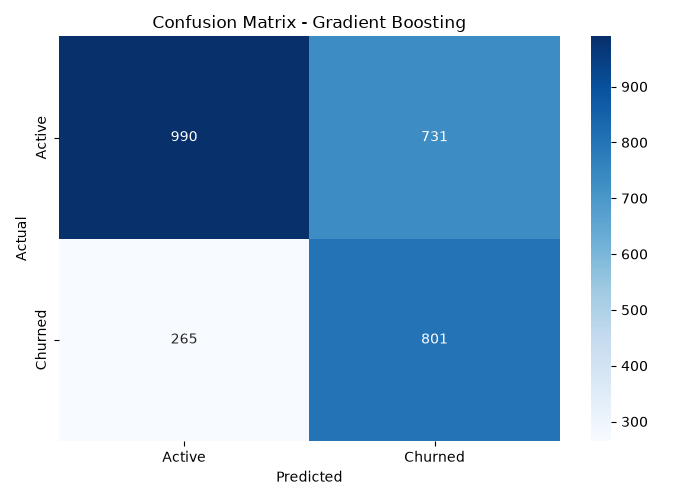 Confusion Matrix - Gradient Boosting
Actual
Active
Churned
990
731
265
801
Active
Churned
Predicted
900
800
700
600
500
400
300